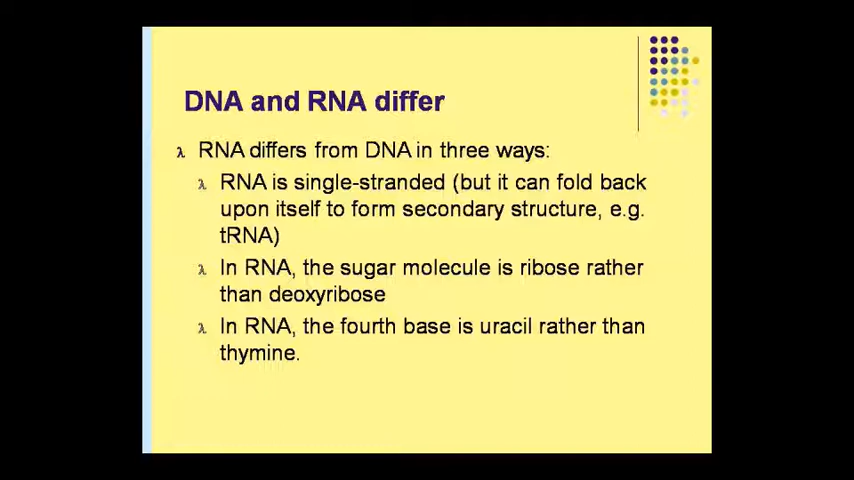 DNA and RNA differ
λ RNA differs from DNA in three ways:
λ RNA is single-stranded (but it can fold back
upon itself to form secondary structure, e.g.
tRNA)
λ In RNA, the sugar molecule is ribose rather
than deoxyribose
λ In RNA, the fourth base is uracil rather than
thymine.